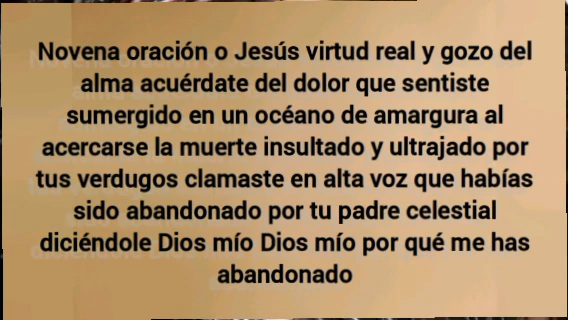 Novena oración o Jesús virtud real y gozo del
alma acuérdate del dolor que sentiste
sumergido en un océano de amargura al
acercarse la muerte insultado y ultrajado por
tus verdugos clamaste en alta voz que habías
sido abandonado por tu padre celestial
diciéndole Dios mío Dios mío por qué me has
abandonado